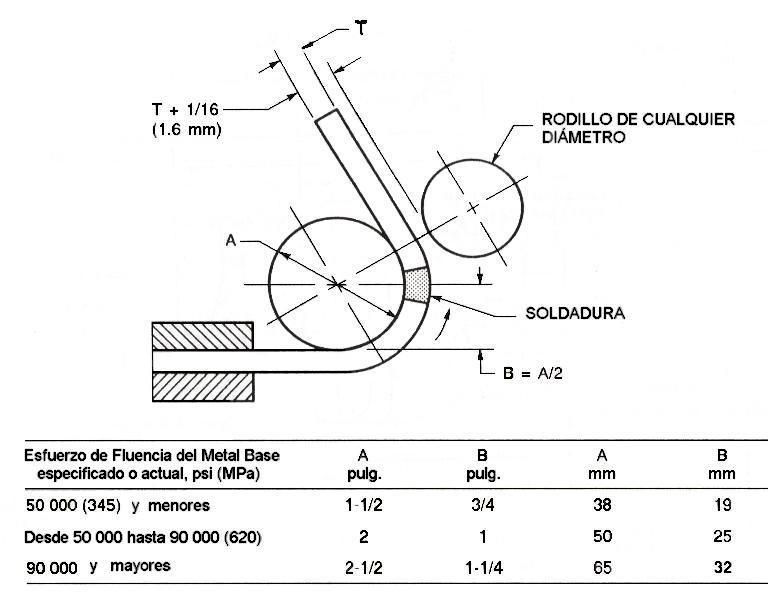 T
T + 1/16
(1.6 mm)
RODILLO DE CUALQUIER
DIÁMETRO
A
SOLDADURA
B = A/2
Esfuerzo de Fluencia del Metal Base A B A B
especificado o actual, psi (MPa) pulg. pulg. mm mm
50 000 (345) y menores 1-1/2 3/4 38 19
Desde 50 000 hasta 90 000 (620) 2 1 50 25
90 000 y mayores 2-1/2 1-1/4 65 32